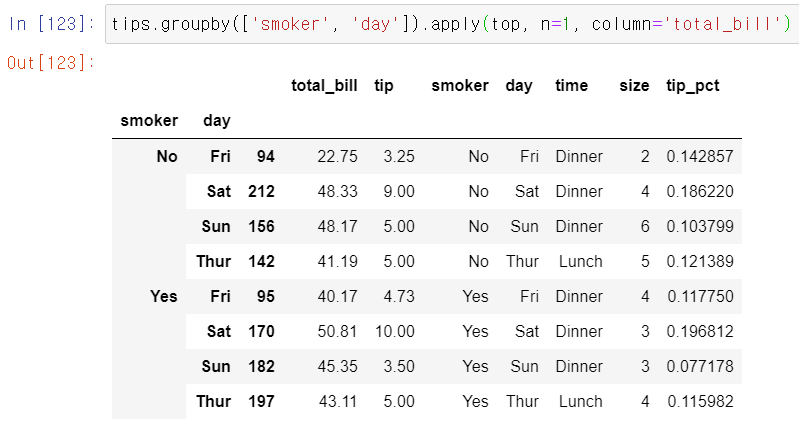 In [123]: tips.groupby(['smoker', 'day']).apply(top, n=1, column='total_bill')
Out[123]:
total_bill tip smoker day time size tip_pct
smoker day
No Fri 94 22.75 3.25 No Fri Dinner 2 0.142857
Sat 212 48.33 9.00 No Sat Dinner 4 0.186220
Sun 156 48.17 5.00 No Sun Dinner 6 0.103799
Thur 142 41.19 5.00 No Thur Lunch 5 0.121389
Yes Fri 95 40.17 4.73 Yes Fri Dinner 4 0.117750
Sat 170 50.81 10.00 Yes Sat Dinner 3 0.196812
Sun 182 45.35 3.50 Yes Sun Dinner 3 0.077178
Thur 197 43.11 5.00 Yes Thur Lunch 4 0.115982